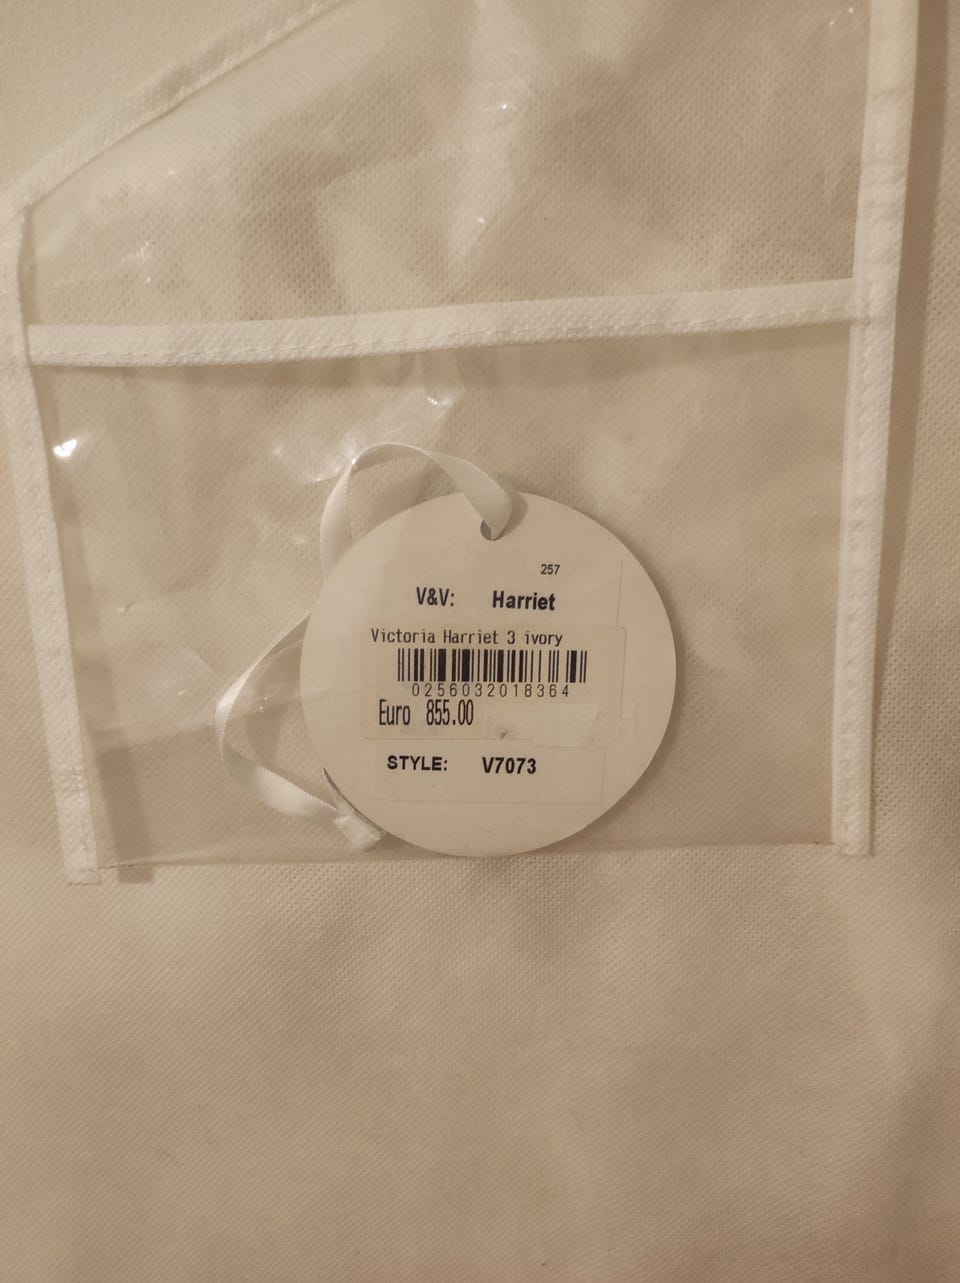 257
V&V: Harriet
Victoria Harriet 3 ivory
0256032018364
Euro 855.00
STYLE: V7073